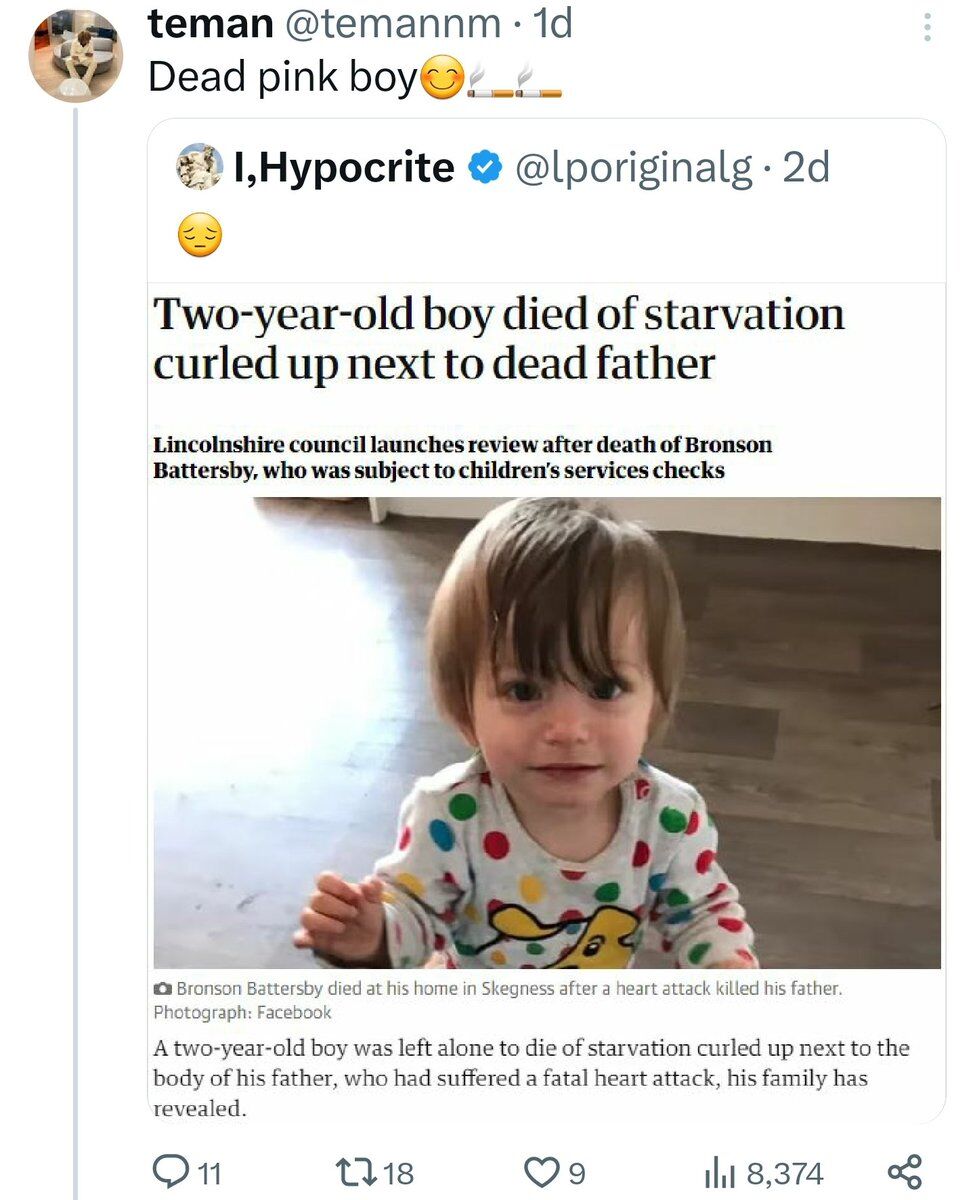 teman @temannm · 1d
Dead pink boy😊🚬🚬
I,Hypocrite @lporiginalg · 2d
😔
Two-year-old boy died of starvation
curled up next to dead father
Lincolnshire council launches review after death of Bronson
Battersby, who was subject to children's services checks
Bronson Battersby died at his home in Skegness after a heart attack killed his father.
Photograph: Facebook
A two-year-old boy was left alone to die of starvation curled up next to the
body of his father, who had suffered a fatal heart attack, his family has
revealed.
11 18 9 8,374